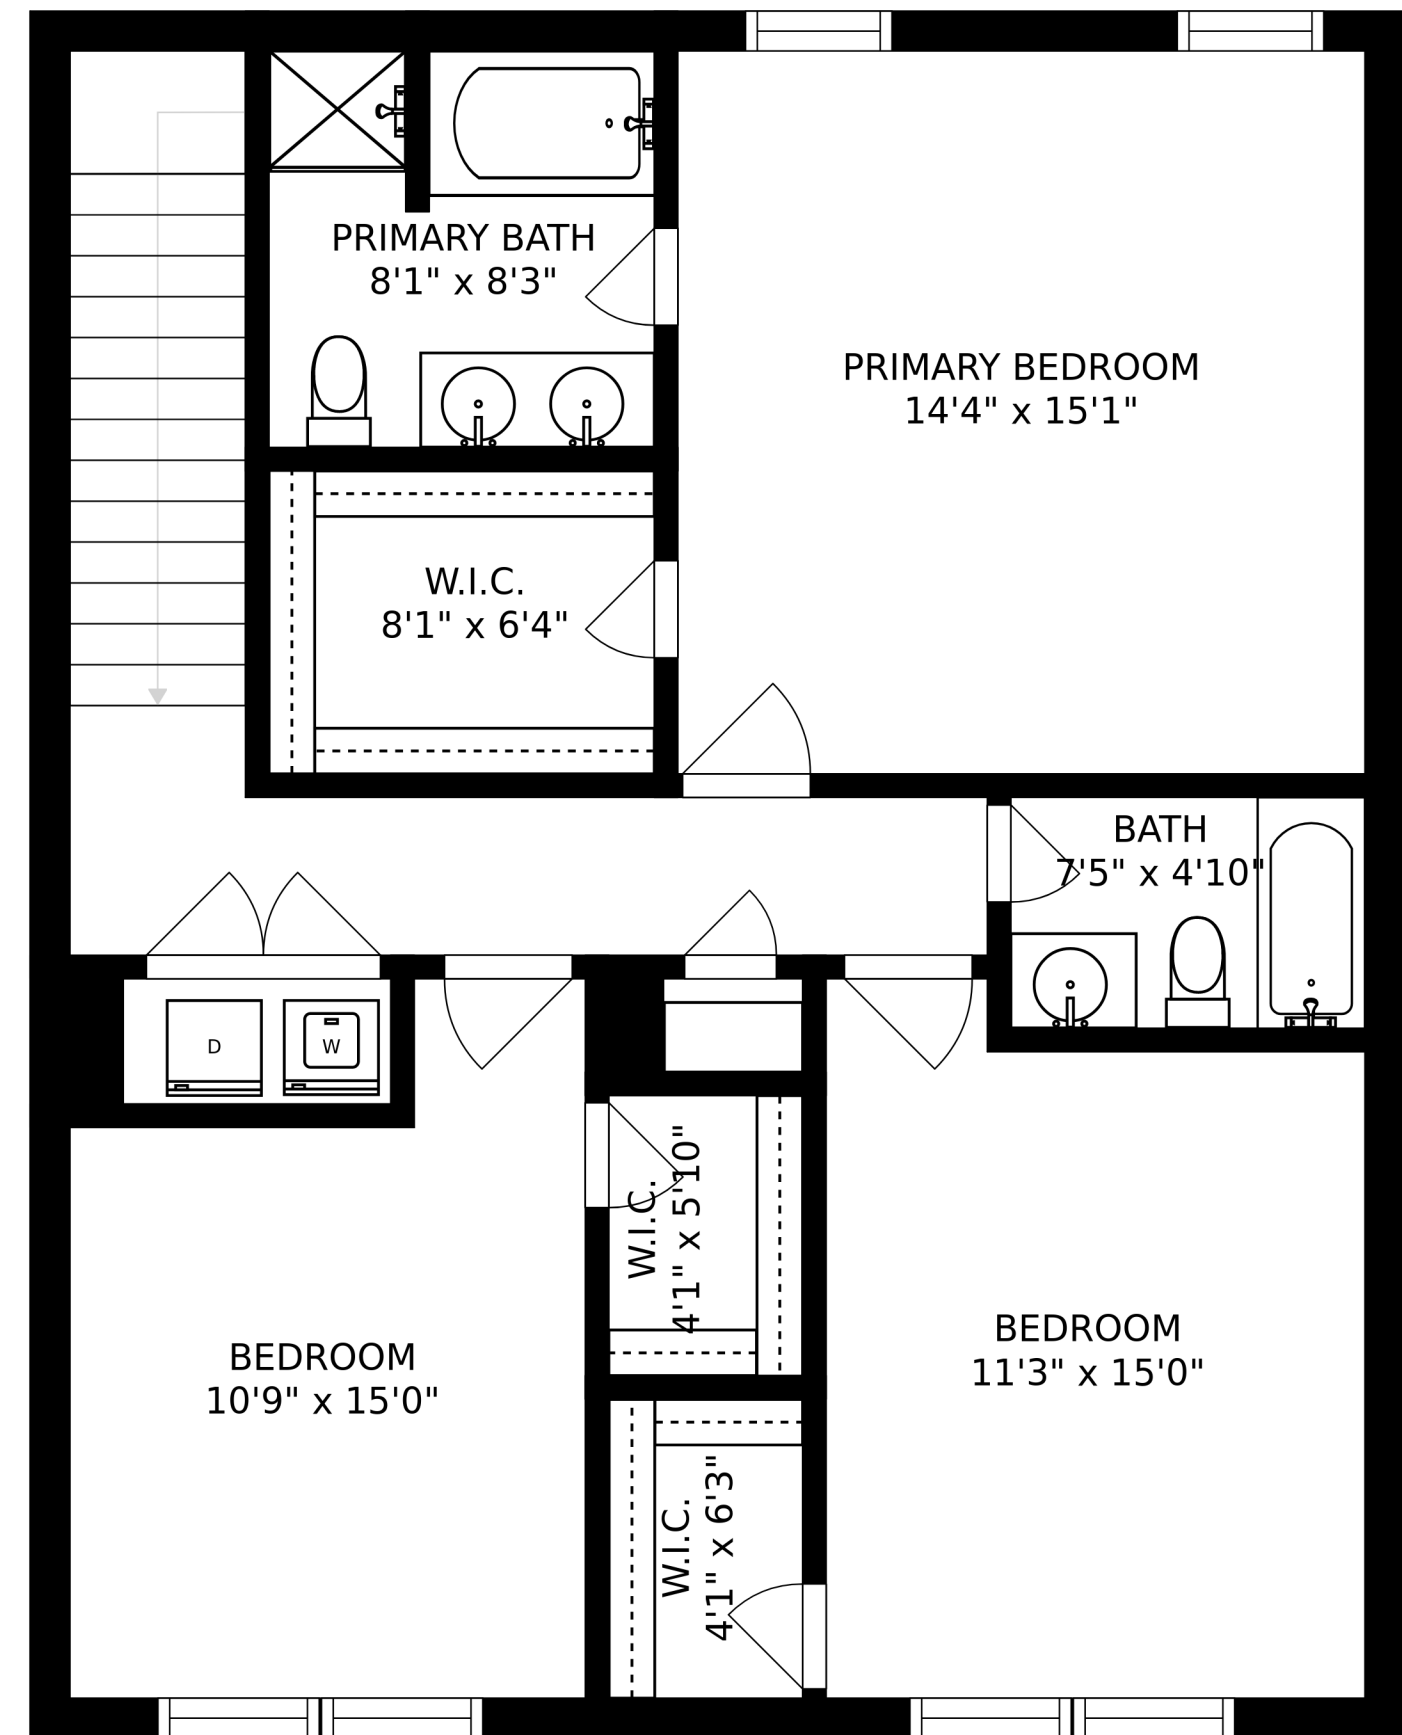 PRIMARY BATH
8'1" x 8'3"
PRIMARY BEDROOM
14'4" x 15'1"
W.I.C.
8'1" x 6'4"
BATH
7'5" x 4'10"
D
W
W.I.C.
4'1" x 5'10"
BEDROOM
10'9" x 15'0"
BEDROOM
11'3" x 15'0"
W.I.C.
4'1" x 6'3"